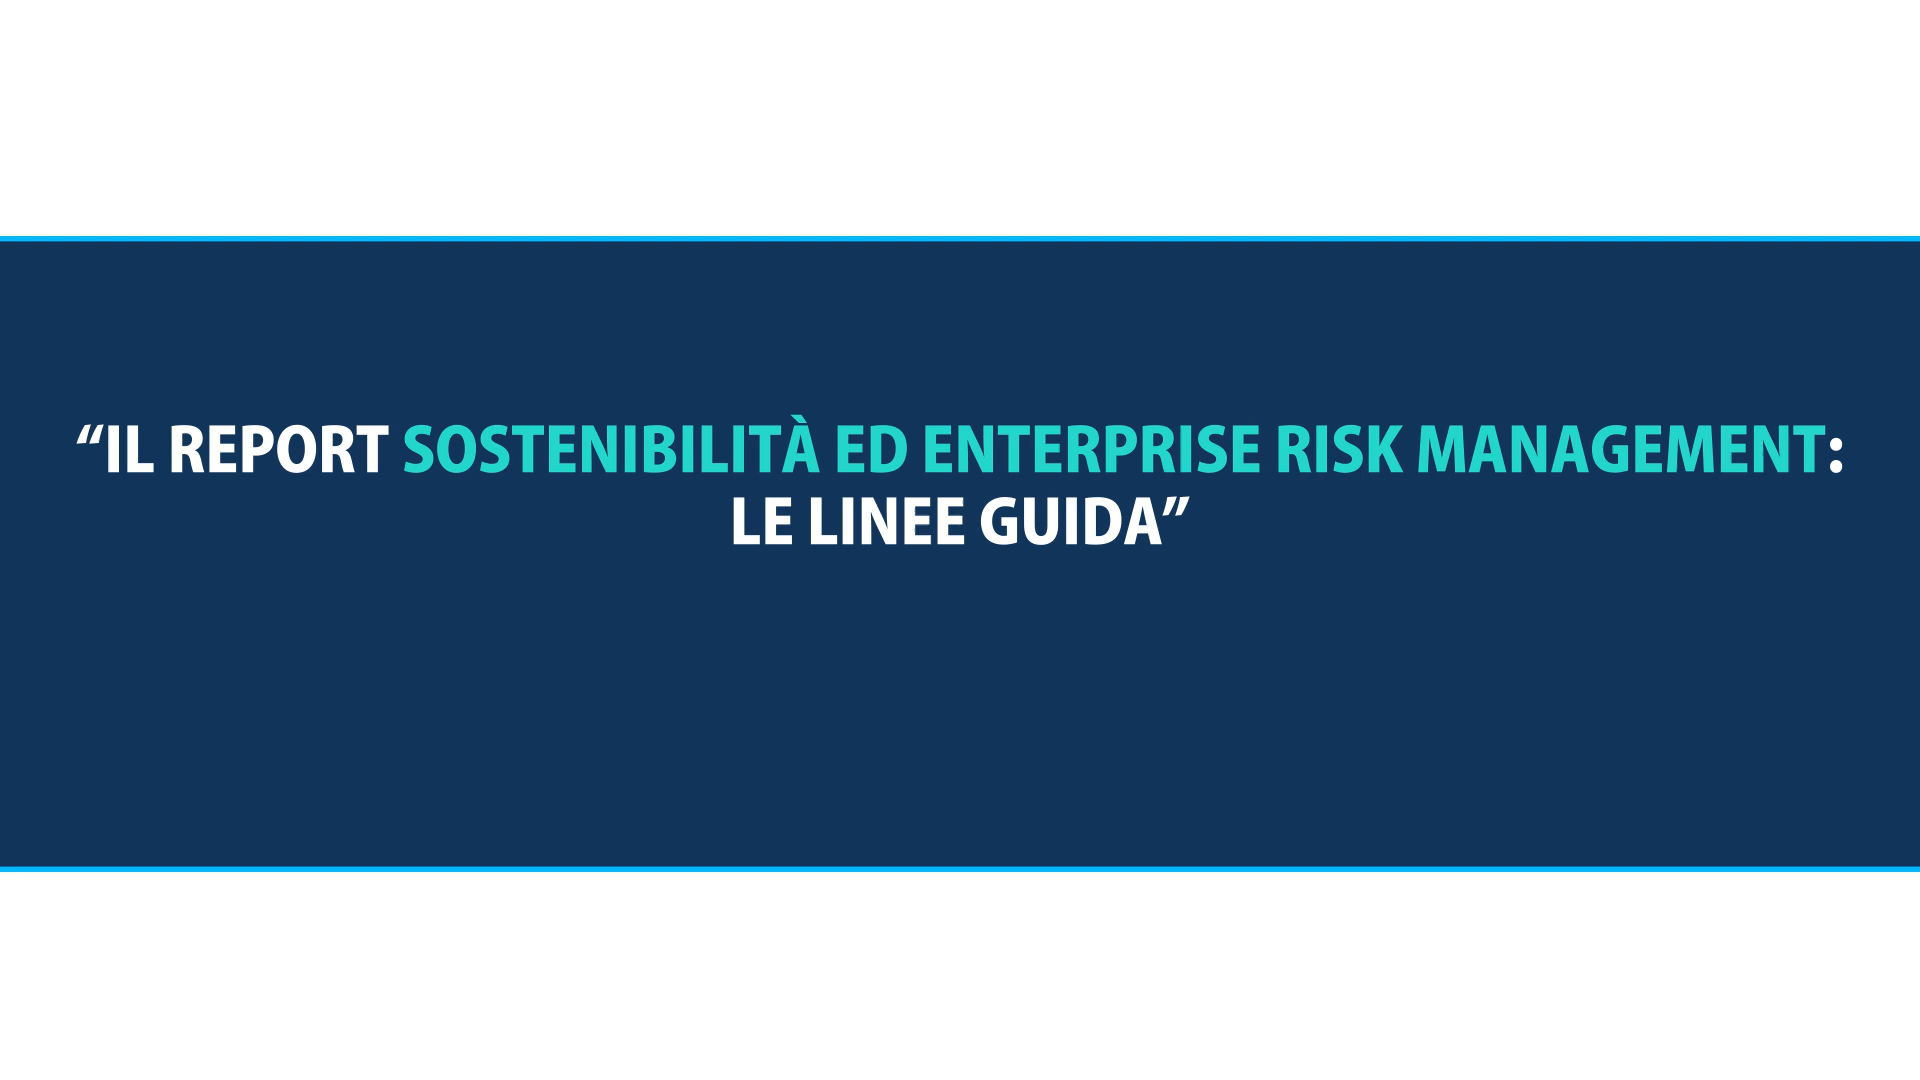 “IL REPORT SOSTENIBILITÀ ED ENTERPRISE RISK MANAGEMENT:
LE LINEE GUIDA”